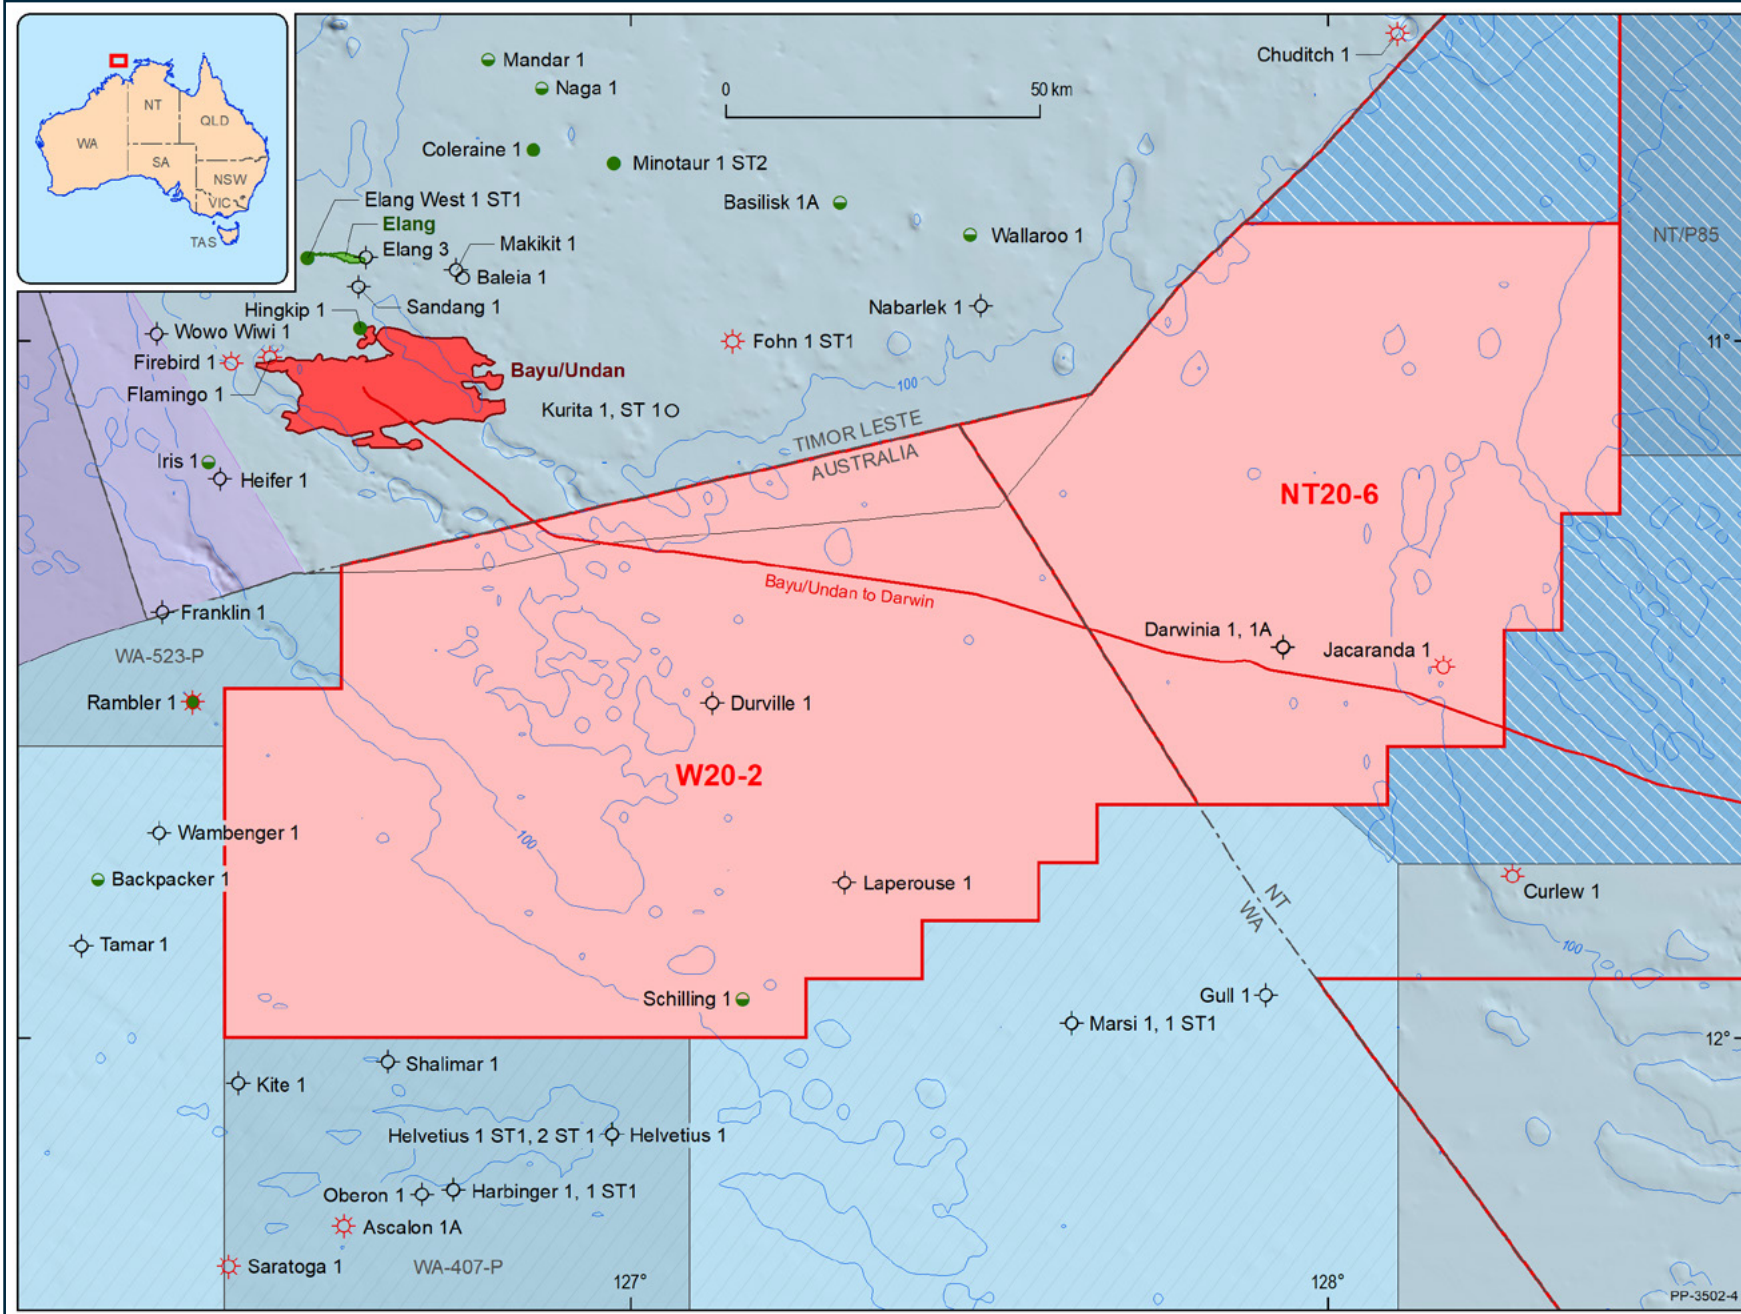 NT
QLD
WA
SA
NSW
VIC
TAS
Mandar 1
Naga 1
Chuditch 1
0
50 km
Coleraine 1
Minotaur 1 ST2
Elang West 1 ST1
Basilisk 1A
Elang
Elang 3
Makikit 1
Wallaroo 1
NT/P85
Baleia 1
Sandang 1
Hingkip 1
Nabarlek 1
Wowo Wiwi 1
Firebird 1
Fohn 1 ST1
11°
Flamingo 1
Bayu/Undan
100
Kurita 1, ST 1
TIMOR LESTE
AUSTRALIA
Iris 1
Heifer 1
NT20-6
Bayu/Undan to Darwin
Franklin 1
Darwinia 1, 1A
WA-523-P
Jacaranda 1
Rambler 1
Durville 1
W20-2
Wambenger 1
100
Backpacker 1
Laperouse 1
Curlew 1
NT
WA
Tamar 1
100
Schilling 1
Gull 1
Marsi 1, 1 ST1
12°
Shalimar 1
Kite 1
Helvetius 1 ST1, 2 ST 1
Helvetius 1
Oberon 1
Harbinger 1, 1 ST1
Ascalon 1A
Saratoga 1
WA-407-P
127°
128°
PP-3502-4